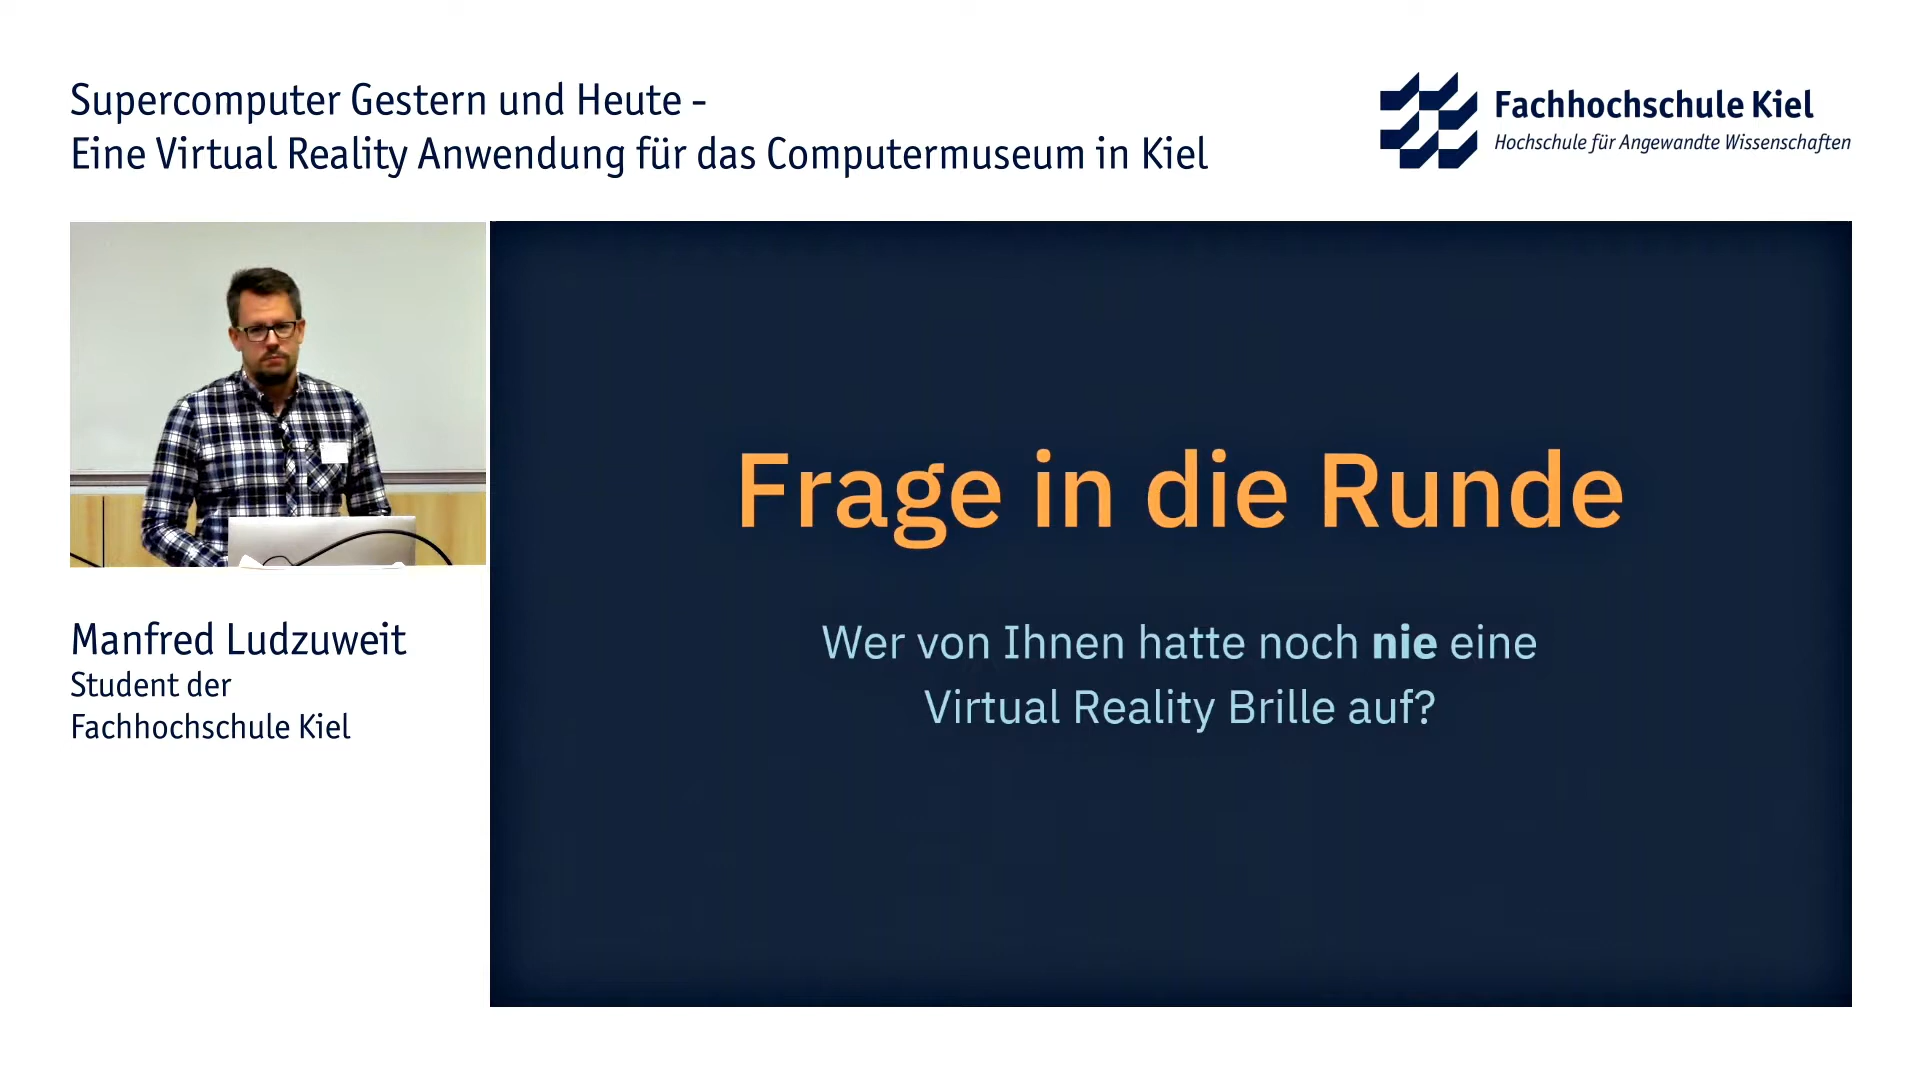 Supercomputer Gestern und Heute -
Eine Virtual Reality Anwendung für das Computermuseum in Kiel
Fachhochschule Kiel
Hochschule für Angewandte Wissenschaften
Frage in die Runde
Wer von Ihnen hatte noch nie eine
Virtual Reality Brille auf?
Manfred Ludzuweit
Student der
Fachhochschule Kiel